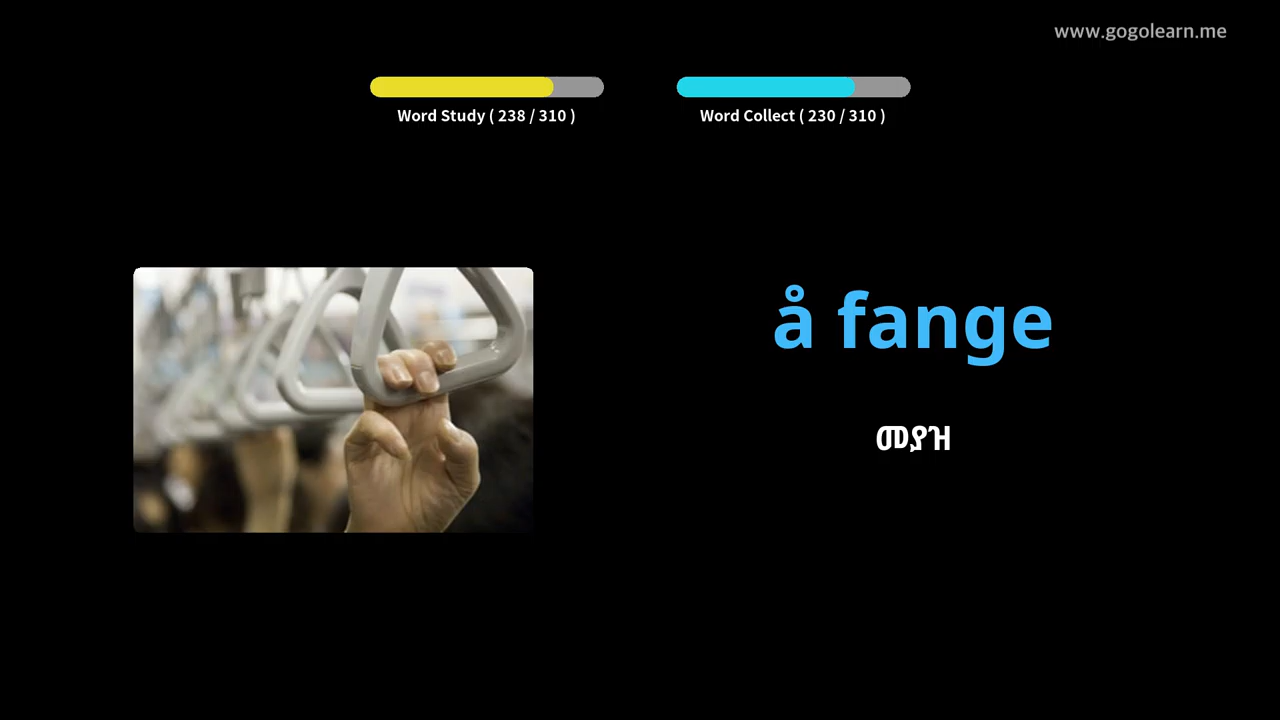 www.gogolearn.me
Word Study ( 238 / 310 )
Word Collect ( 230 / 310 )
å fange
መያዝ